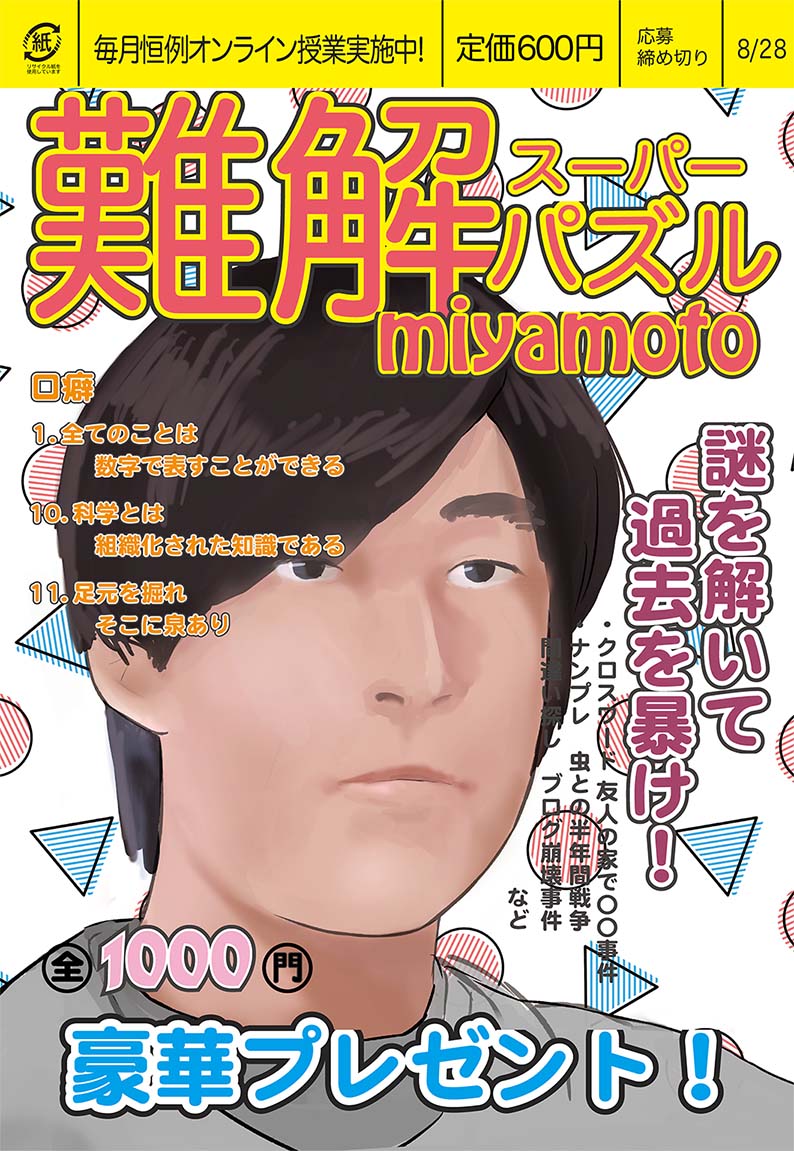 紙
リサイクル紙を
使用しています
毎月恒例オンライン授業実施中!
定価600円
応募
締め切り
8/28
難解
スーパー
パズル
miyamoto
口癖
1.全てのことは
数字で表すことができる
10.科学とは
組織化された知識である
11.足元を掘れ
そこに泉あり
謎を解いて
過去を暴け!
・クロスワード 友人の家で〇〇事件
・ナンプレ 虫との半年間戦争
間違い探し ブログ崩壊事件
など
全1000門
豪華プレゼント!